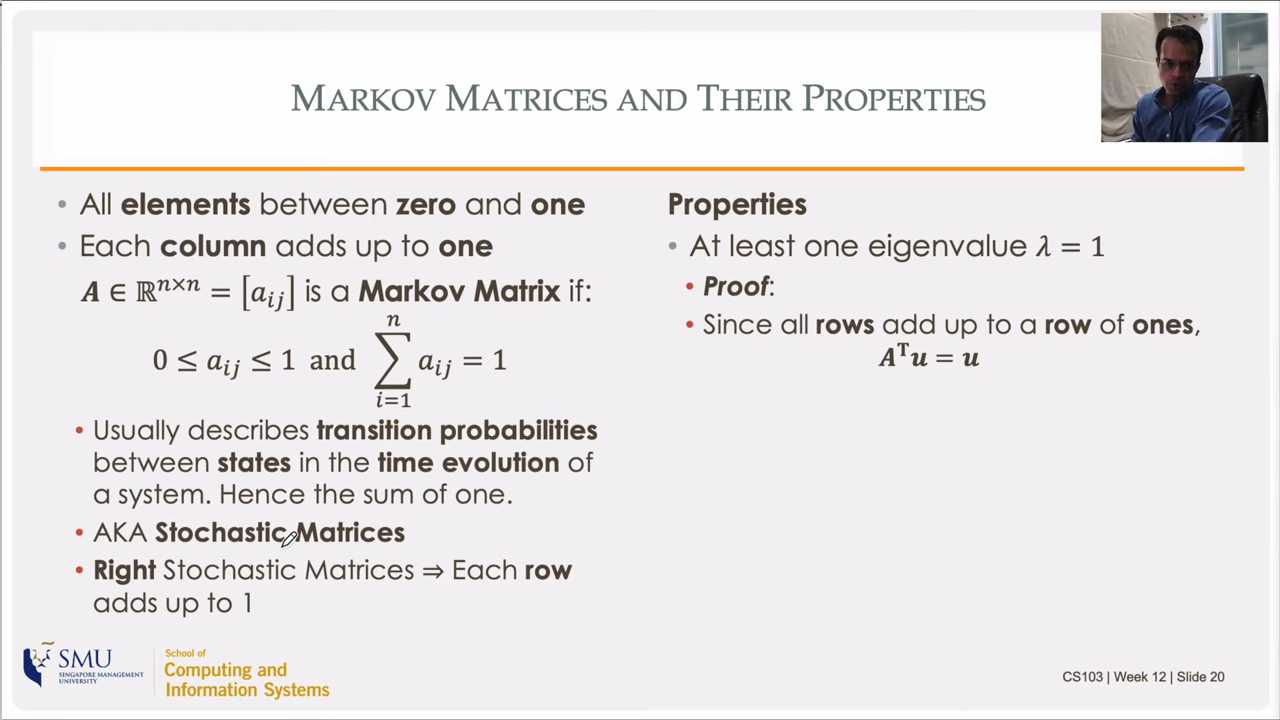 MARKOV MATRICES AND THEIR PROPERTIES
• All elements between zero and one
• Each column adds up to one
A ∈ ℝⁿˣⁿ = [aᵢⱼ] is a Markov Matrix if:
n
0 ≤ aᵢⱼ ≤ 1 and ∑ aᵢⱼ = 1
i=1
• Usually describes transition probabilities
between states in the time evolution of
a system. Hence the sum of one.
• AKA Stochastic Matrices
• Right Stochastic Matrices ⇒ Each row
adds up to 1
Properties
• At least one eigenvalue λ = 1
• Proof:
• Since all rows add up to a row of ones,
Aᵀu = u
SMU
SINGAPORE MANAGEMENT
UNIVERSITY
School of
Computing and
Information Systems
CS103 | Week 12 | Slide 20